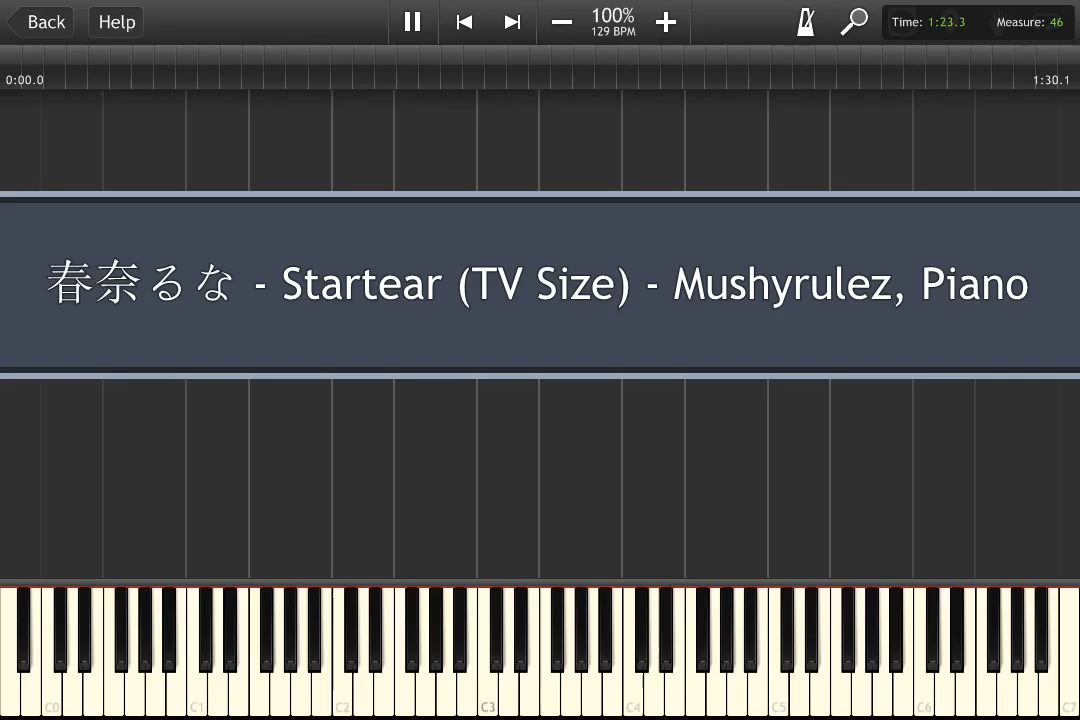 Back Help 100% Time: 1:23.3 Measure: 46
129 BPM
0:00.0 1:30.1
春奈るな - Startear (TV Size) - Mushyrulez, Piano
C0 C1 C2 C3 C4 C5 C6 C7